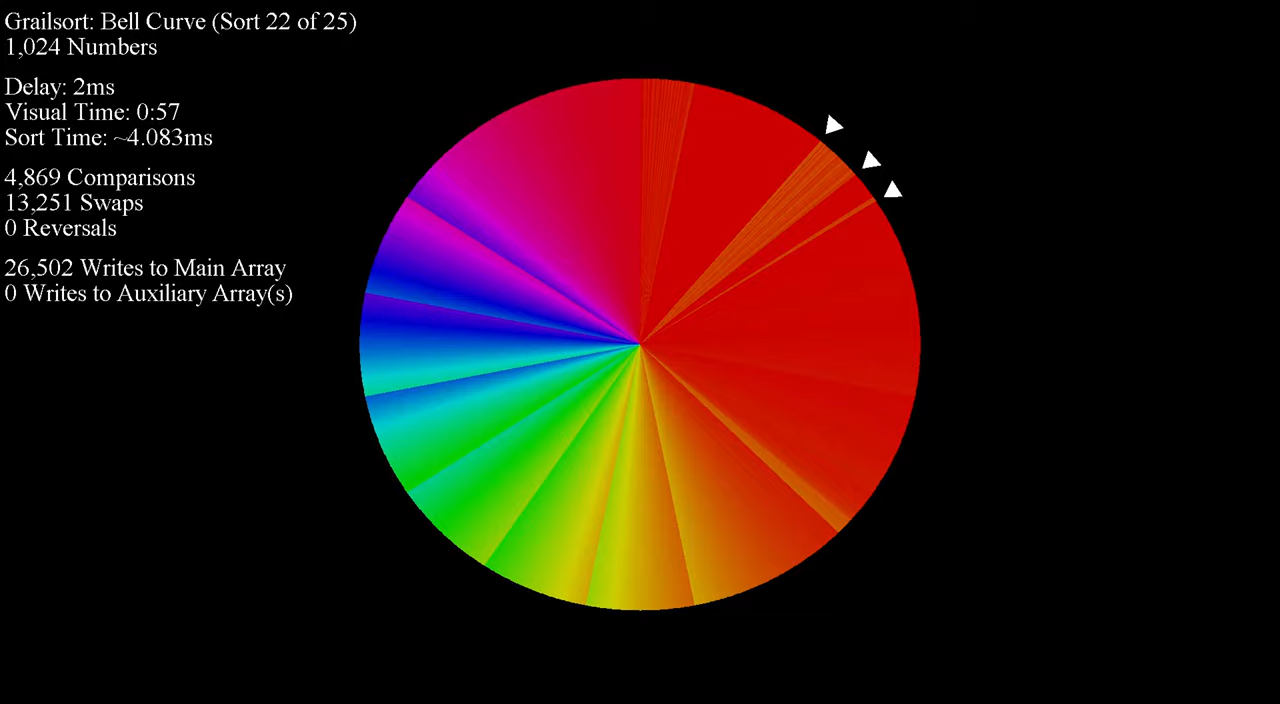 Grailsort: Bell Curve (Sort 22 of 25)
1,024 Numbers
Delay: 2ms
Visual Time: 0:57
Sort Time: ~4.083ms
4,869 Comparisons
13,251 Swaps
0 Reversals
26,502 Writes to Main Array
0 Writes to Auxiliary Array(s)